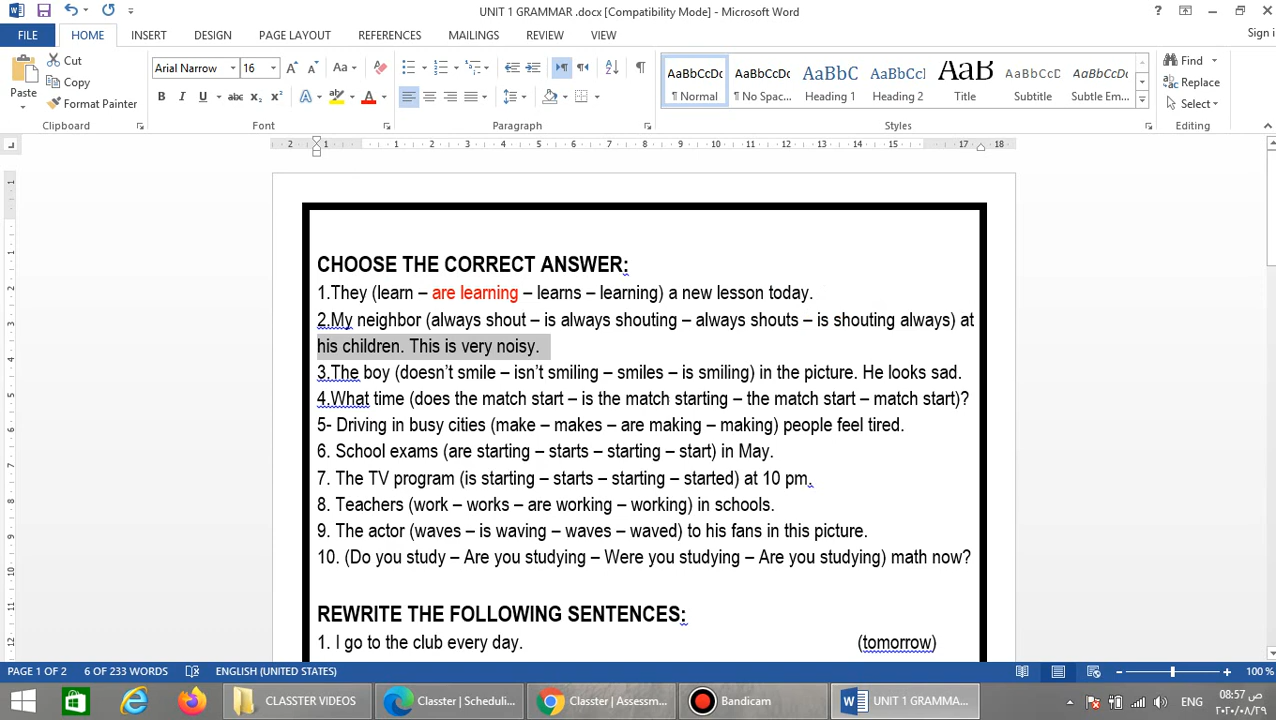 UNIT 1 GRAMMAR .docx [Compatibility Mode] - Microsoft Word
FILE HOME INSERT DESIGN PAGE LAYOUT REFERENCES MAILINGS REVIEW VIEW Sign i
Paste Cut Copy Format Painter Clipboard
Arial Narrow 16 Font
Paragraph
AaBbCcDc ¶ Normal
AaBbCcDc ¶ No Spac...
AaBbC Heading 1
AaBbCc Heading 2
AaB Title
AaBbCcD Subtitle
AaBbCcDc Subtle Em...
Styles
Find Replace Select Editing
CHOOSE THE CORRECT ANSWER:
1.They (learn – are learning – learns – learning) a new lesson today.
2.My neighbor (always shout – is always shouting – always shouts – is shouting always) at
his children. This is very noisy.
3.The boy (doesn’t smile – isn’t smiling – smiles – is smiling) in the picture. He looks sad.
4.What time (does the match start – is the match starting – the match start – match start)?
5- Driving in busy cities (make – makes – are making – making) people feel tired.
6. School exams (are starting – starts – starting – start) in May.
7. The TV program (is starting – starts – starting – started) at 10 pm.
8. Teachers (work – works – are working – working) in schools.
9. The actor (waves – is waving – waves – waved) to his fans in this picture.
10. (Do you study – Are you studying – Were you studying – Are you studying) math now?
REWRITE THE FOLLOWING SENTENCES:
1. I go to the club every day. (tomorrow)
PAGE 1 OF 2 6 OF 233 WORDS ENGLISH (UNITED STATES) 100 %
CLASSTER VIDEOS Classter | Scheduli... Classter | Assessm... Bandicam UNIT 1 GRAMMA... ENG
08:57 ص
٢٠٢٠/٠٨/٢٩